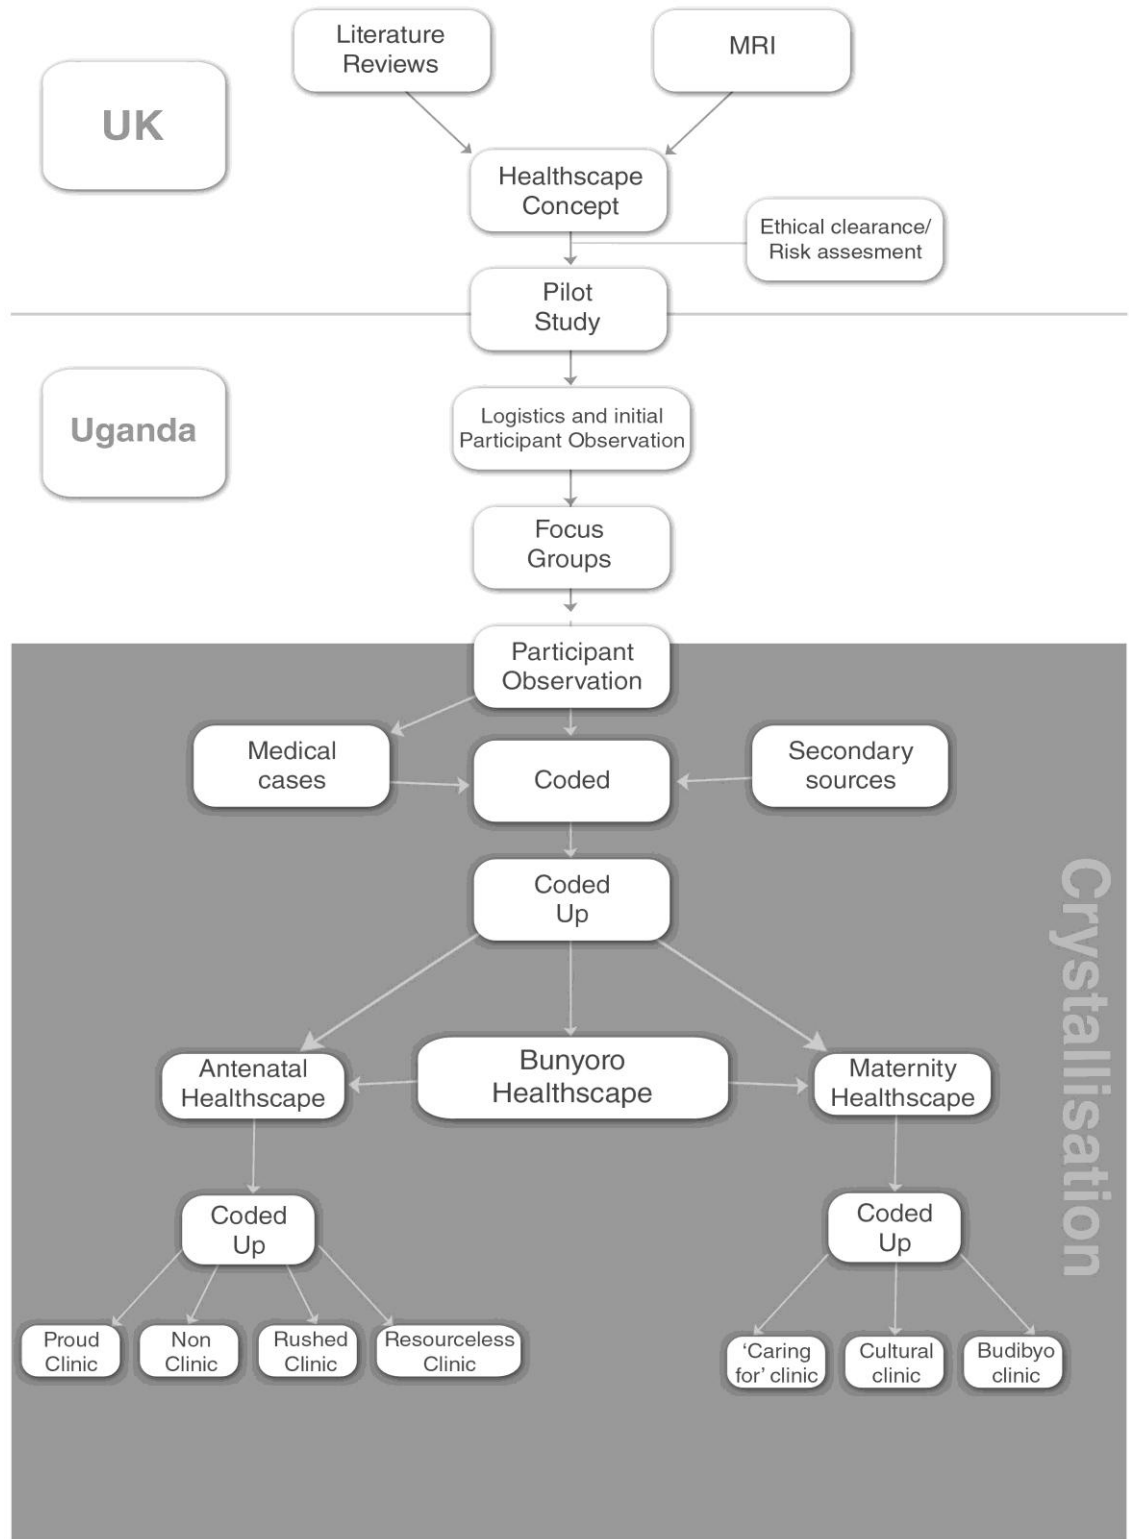 Literature
Reviews
MRI
UK
Healthscape
Concept
Ethical clearance/
Risk assesment
Pilot
Study
Uganda
Logistics and initial
Participant Observation
Focus
Groups
Participant
Observation
Medical
cases
Coded
Secondary
sources
Coded
Up
Crystallisation
Antenatal
Healthscape
Bunyoro
Healthscape
Maternity
Healthscape
Coded
Up
Coded
Up
Proud
Clinic
Non
Clinic
Rushed
Clinic
Resourceless
Clinic
‘Caring
for’ clinic
Cultural
clinic
Budibyo
clinic